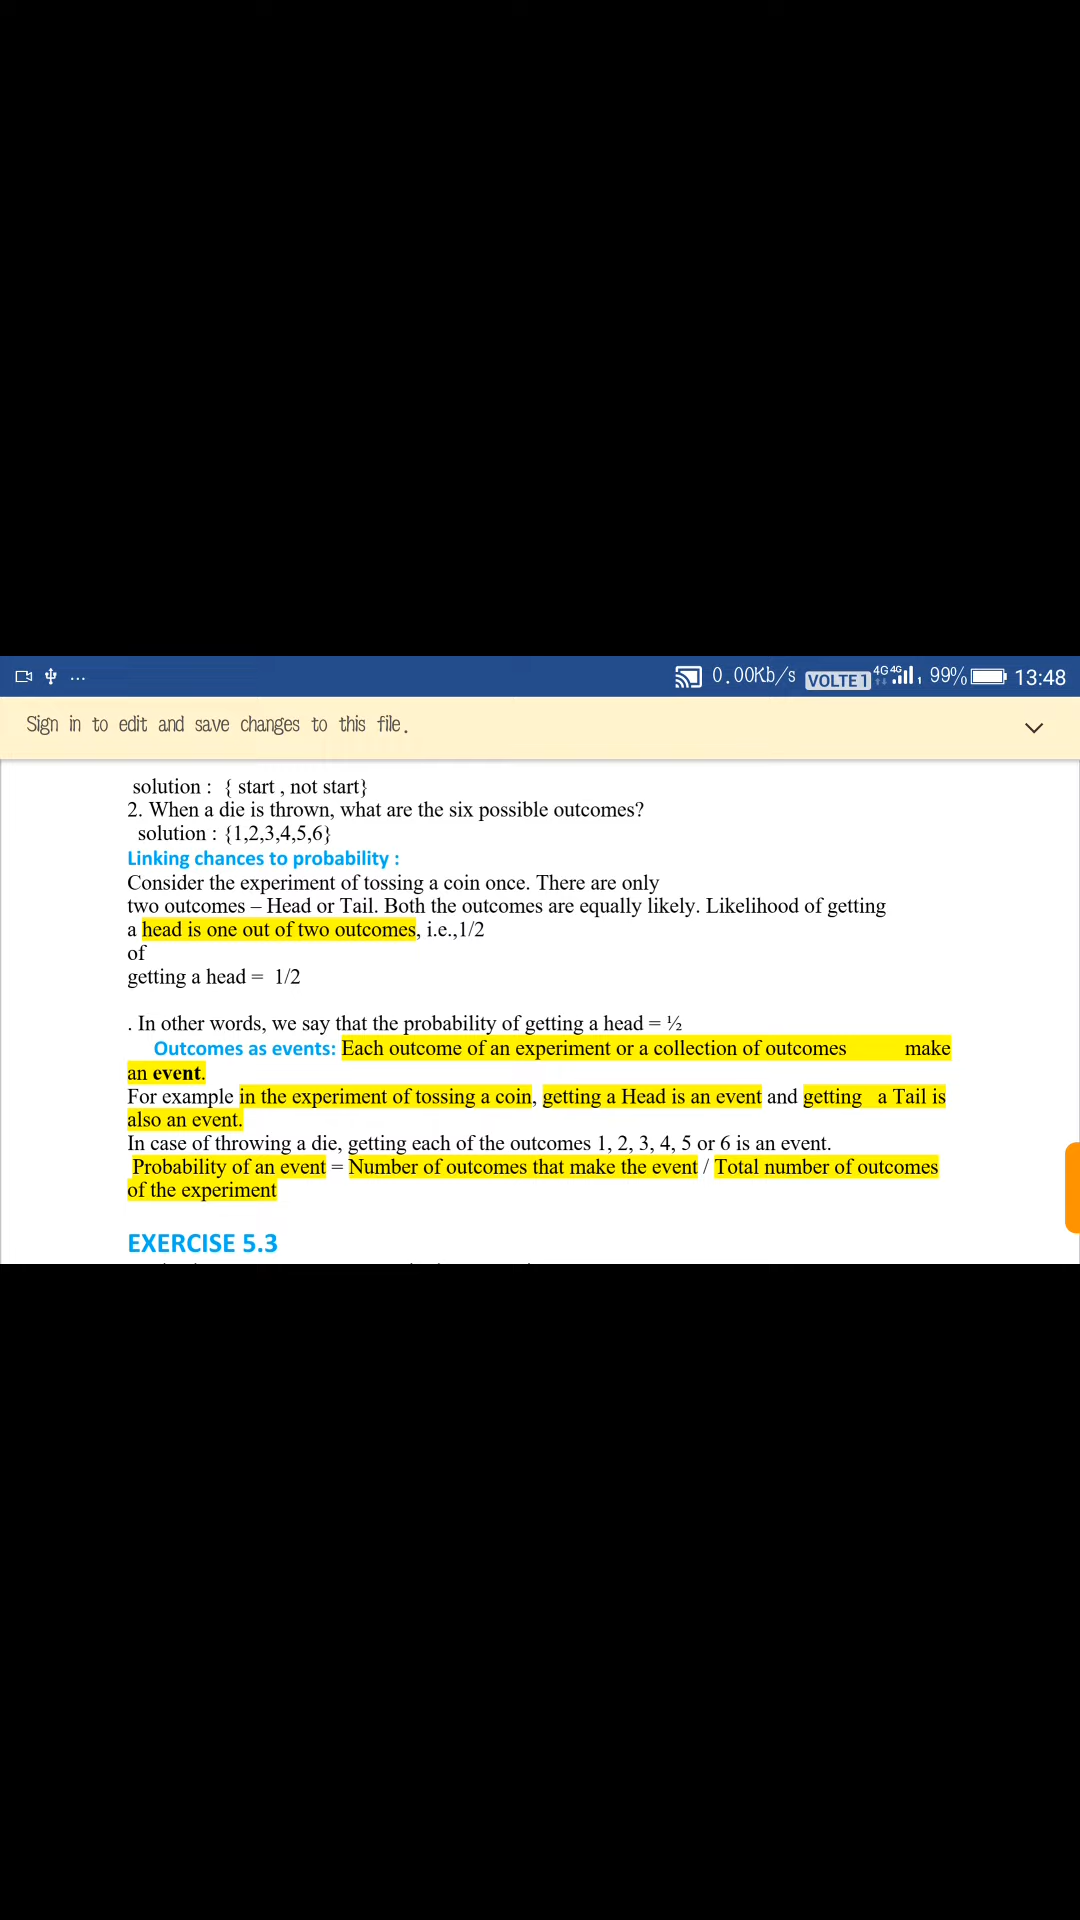 ... 0.00Kb/s VOLTE 1 4G 4G 99% 13:48
Sign in to edit and save changes to this file.
solution : { start , not start}
2. When a die is thrown, what are the six possible outcomes?
solution : {1,2,3,4,5,6}
Linking chances to probability :
Consider the experiment of tossing a coin once. There are only
two outcomes – Head or Tail. Both the outcomes are equally likely. Likelihood of getting
a head is one out of two outcomes, i.e.,1/2
of
getting a head = 1/2
. In other words, we say that the probability of getting a head = ½
Outcomes as events: Each outcome of an experiment or a collection of outcomes make
an event.
For example in the experiment of tossing a coin, getting a Head is an event and getting a Tail is
also an event.
In case of throwing a die, getting each of the outcomes 1, 2, 3, 4, 5 or 6 is an event.
Probability of an event = Number of outcomes that make the event / Total number of outcomes
of the experiment
EXERCISE 5.3